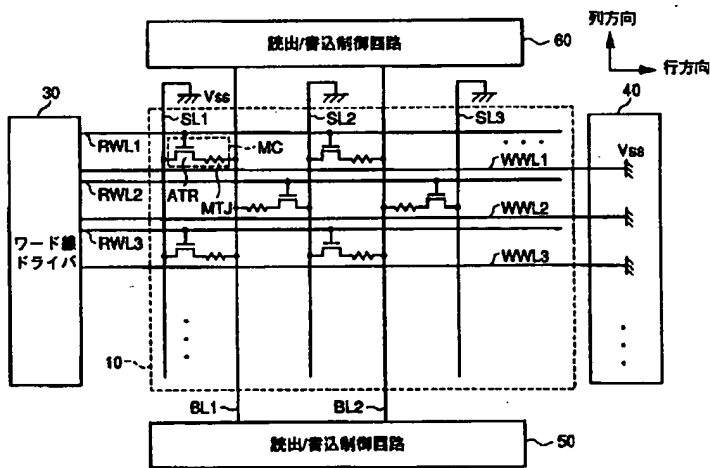 列方向
行方向
読出/書込制御回路
60
30
40
Vss
SL1
SL2
SL3
RWL1
MC
WWL1
Vss
ATR
MTJ
RWL2
WWL2
RWL3
WWL3
ワード線
ドライバ
10
BL1
BL2
読出/書込制御回路
50